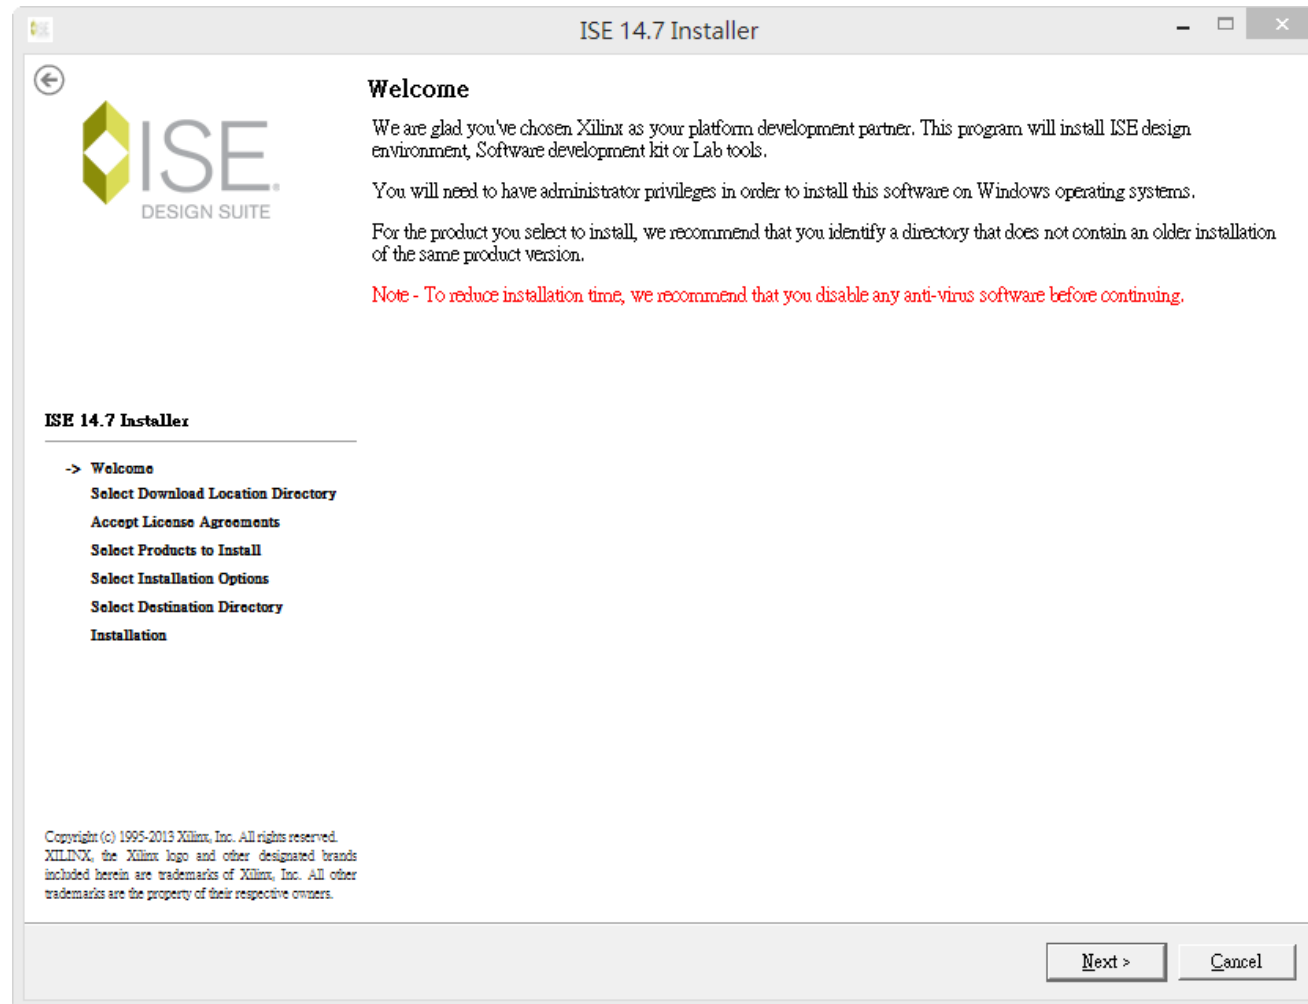 ISE 14.7 Installer
ISE.
DESIGN SUITE
Welcome
We are glad you've chosen Xilinx as your platform development partner. This program will install ISE design
environment, Software development kit or Lab tools.
You will need to have administrator privileges in order to install this software on Windows operating systems.
For the product you select to install, we recommend that you identify a directory that does not contain an older installation
of the same product version.
Note - To reduce installation time, we recommend that you disable any anti-virus software before continuing.
ISE 14.7 Installer
-> Welcome
Select Download Location Directory
Accept License Agreements
Select Products to Install
Select Installation Options
Select Destination Directory
Installation
Copyright (c) 1995-2013 Xilinx, Inc. All rights reserved.
XILINX, the Xilinx logo and other designated brands
included herein are trademarks of Xilinx, Inc. All other
trademarks are the property of their respective owners.
Next >
Cancel